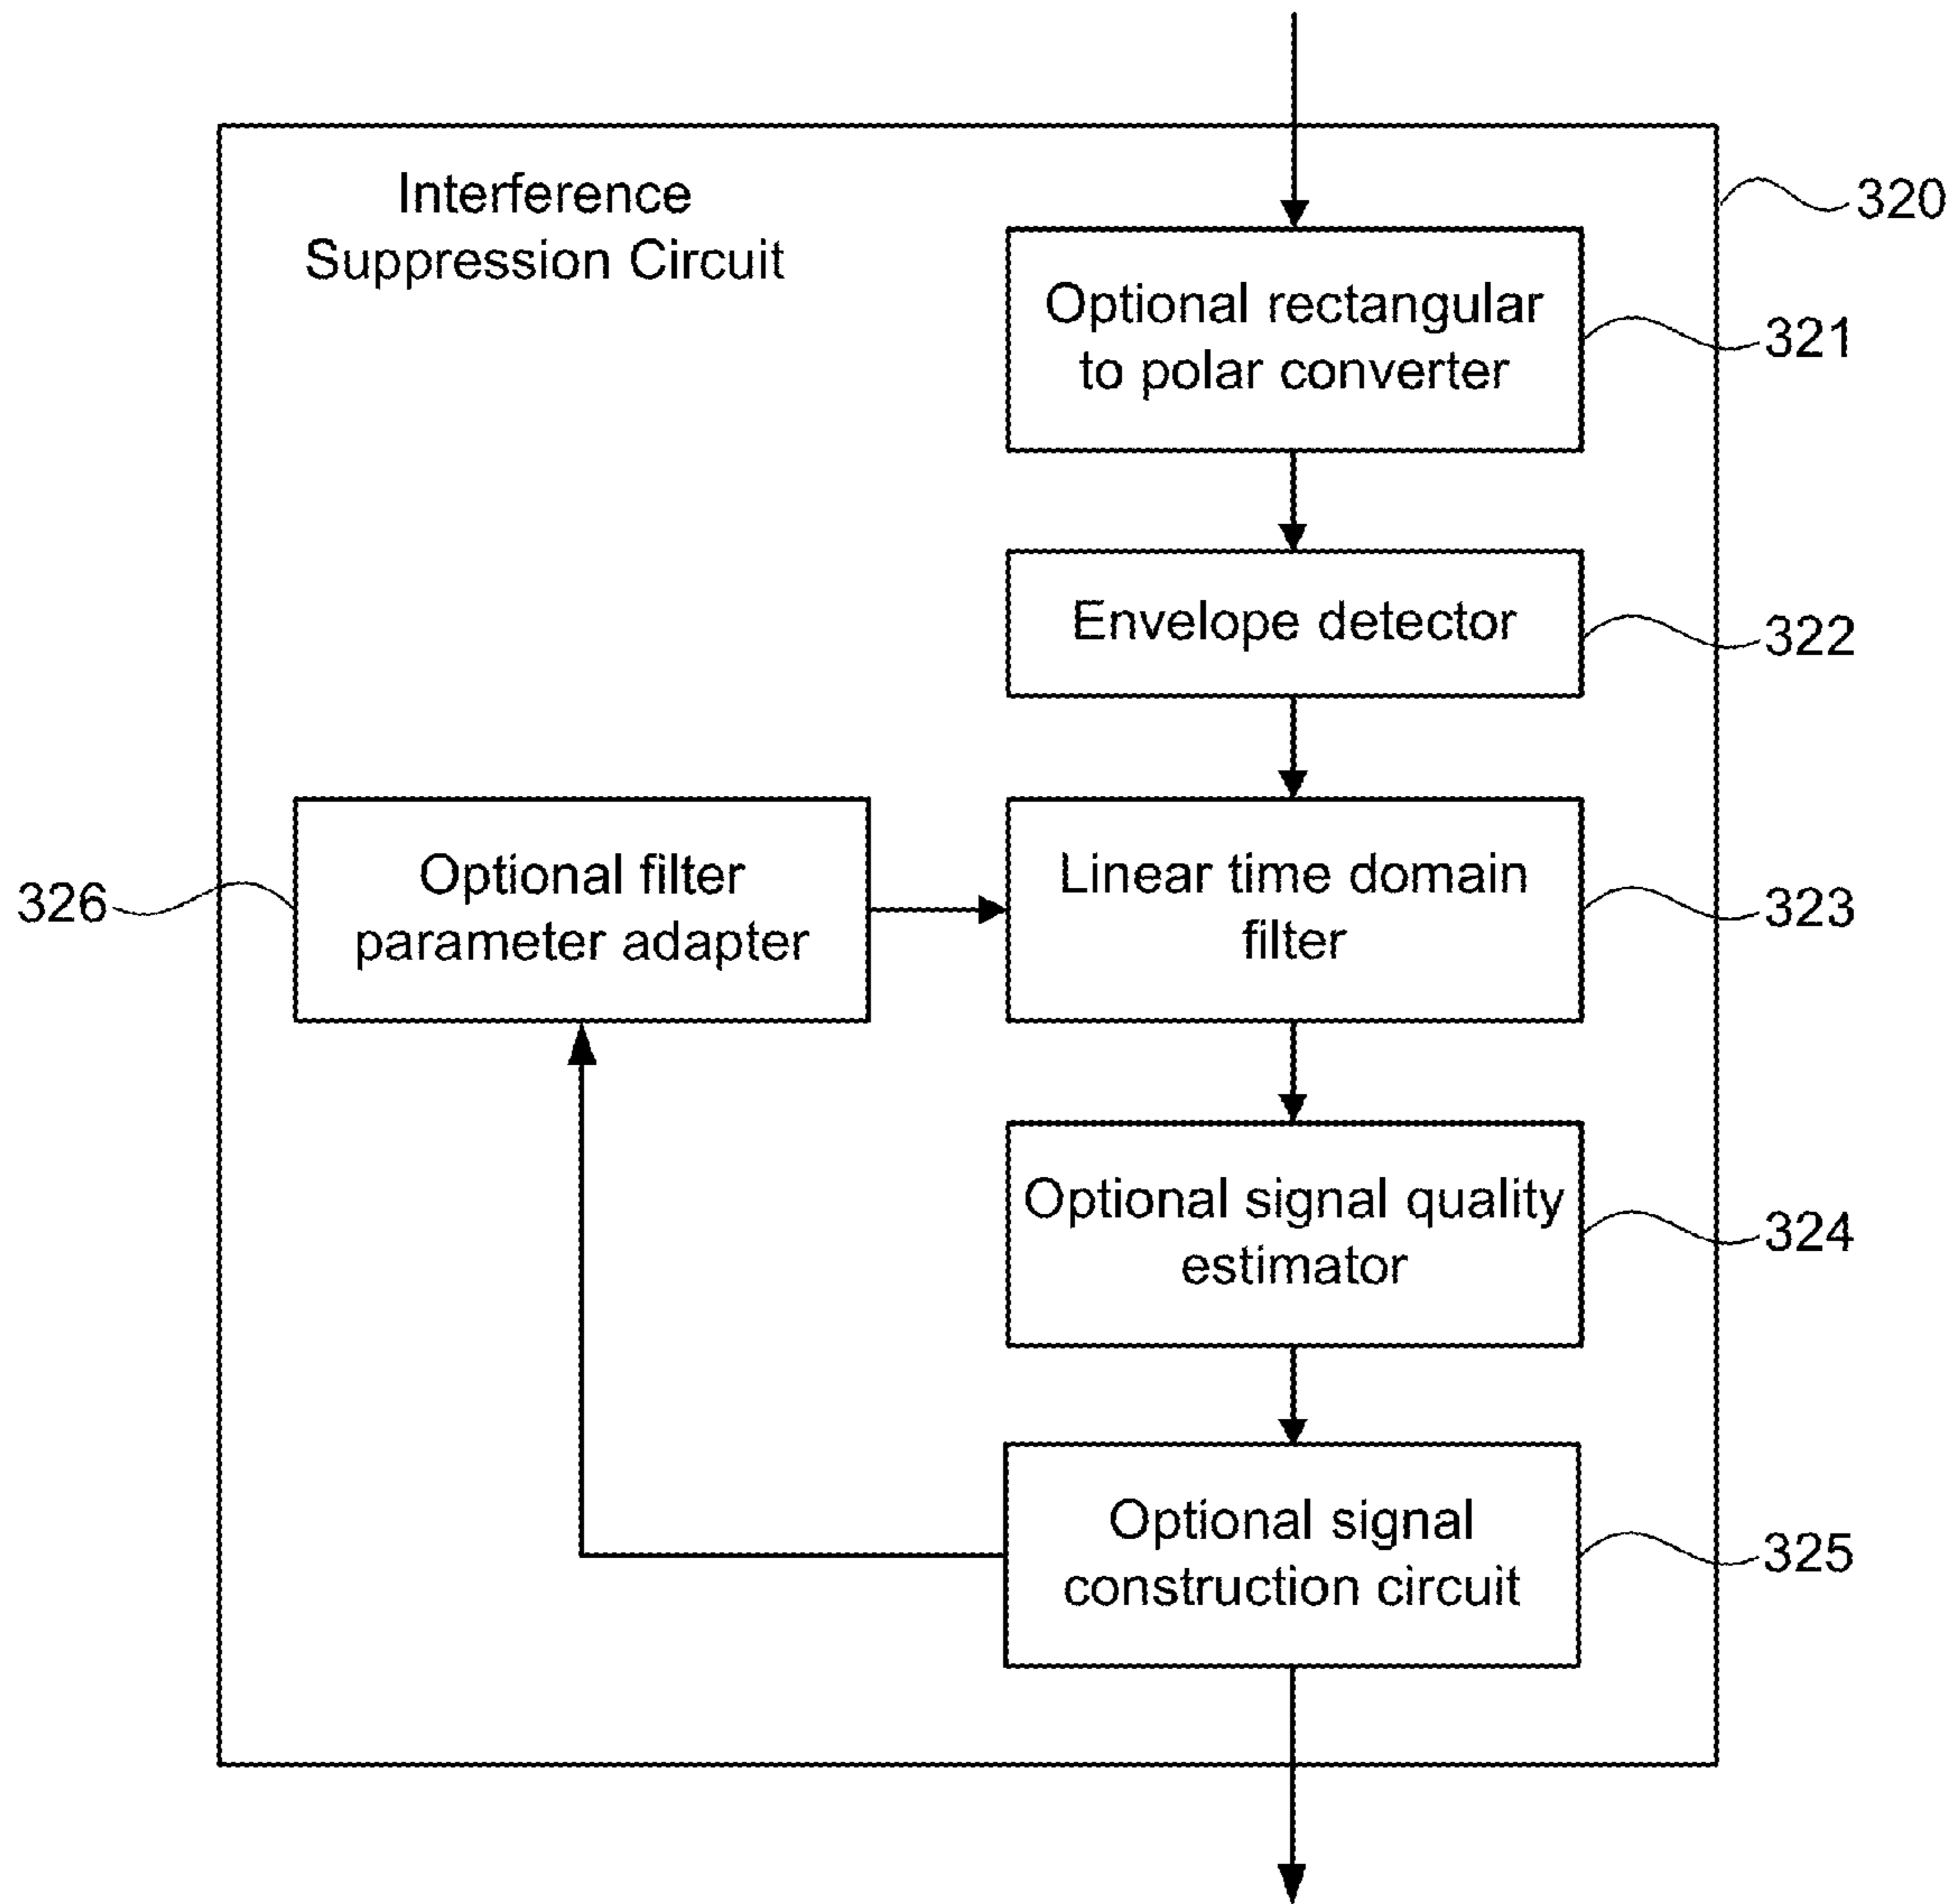 Interference
Suppression Circuit
320
Optional rectangular
to polar converter
321
Envelope detector
322
Optional filter
parameter adapter
326
Linear time domain
filter
323
Optional signal quality
estimator
324
Optional signal
construction circuit
325